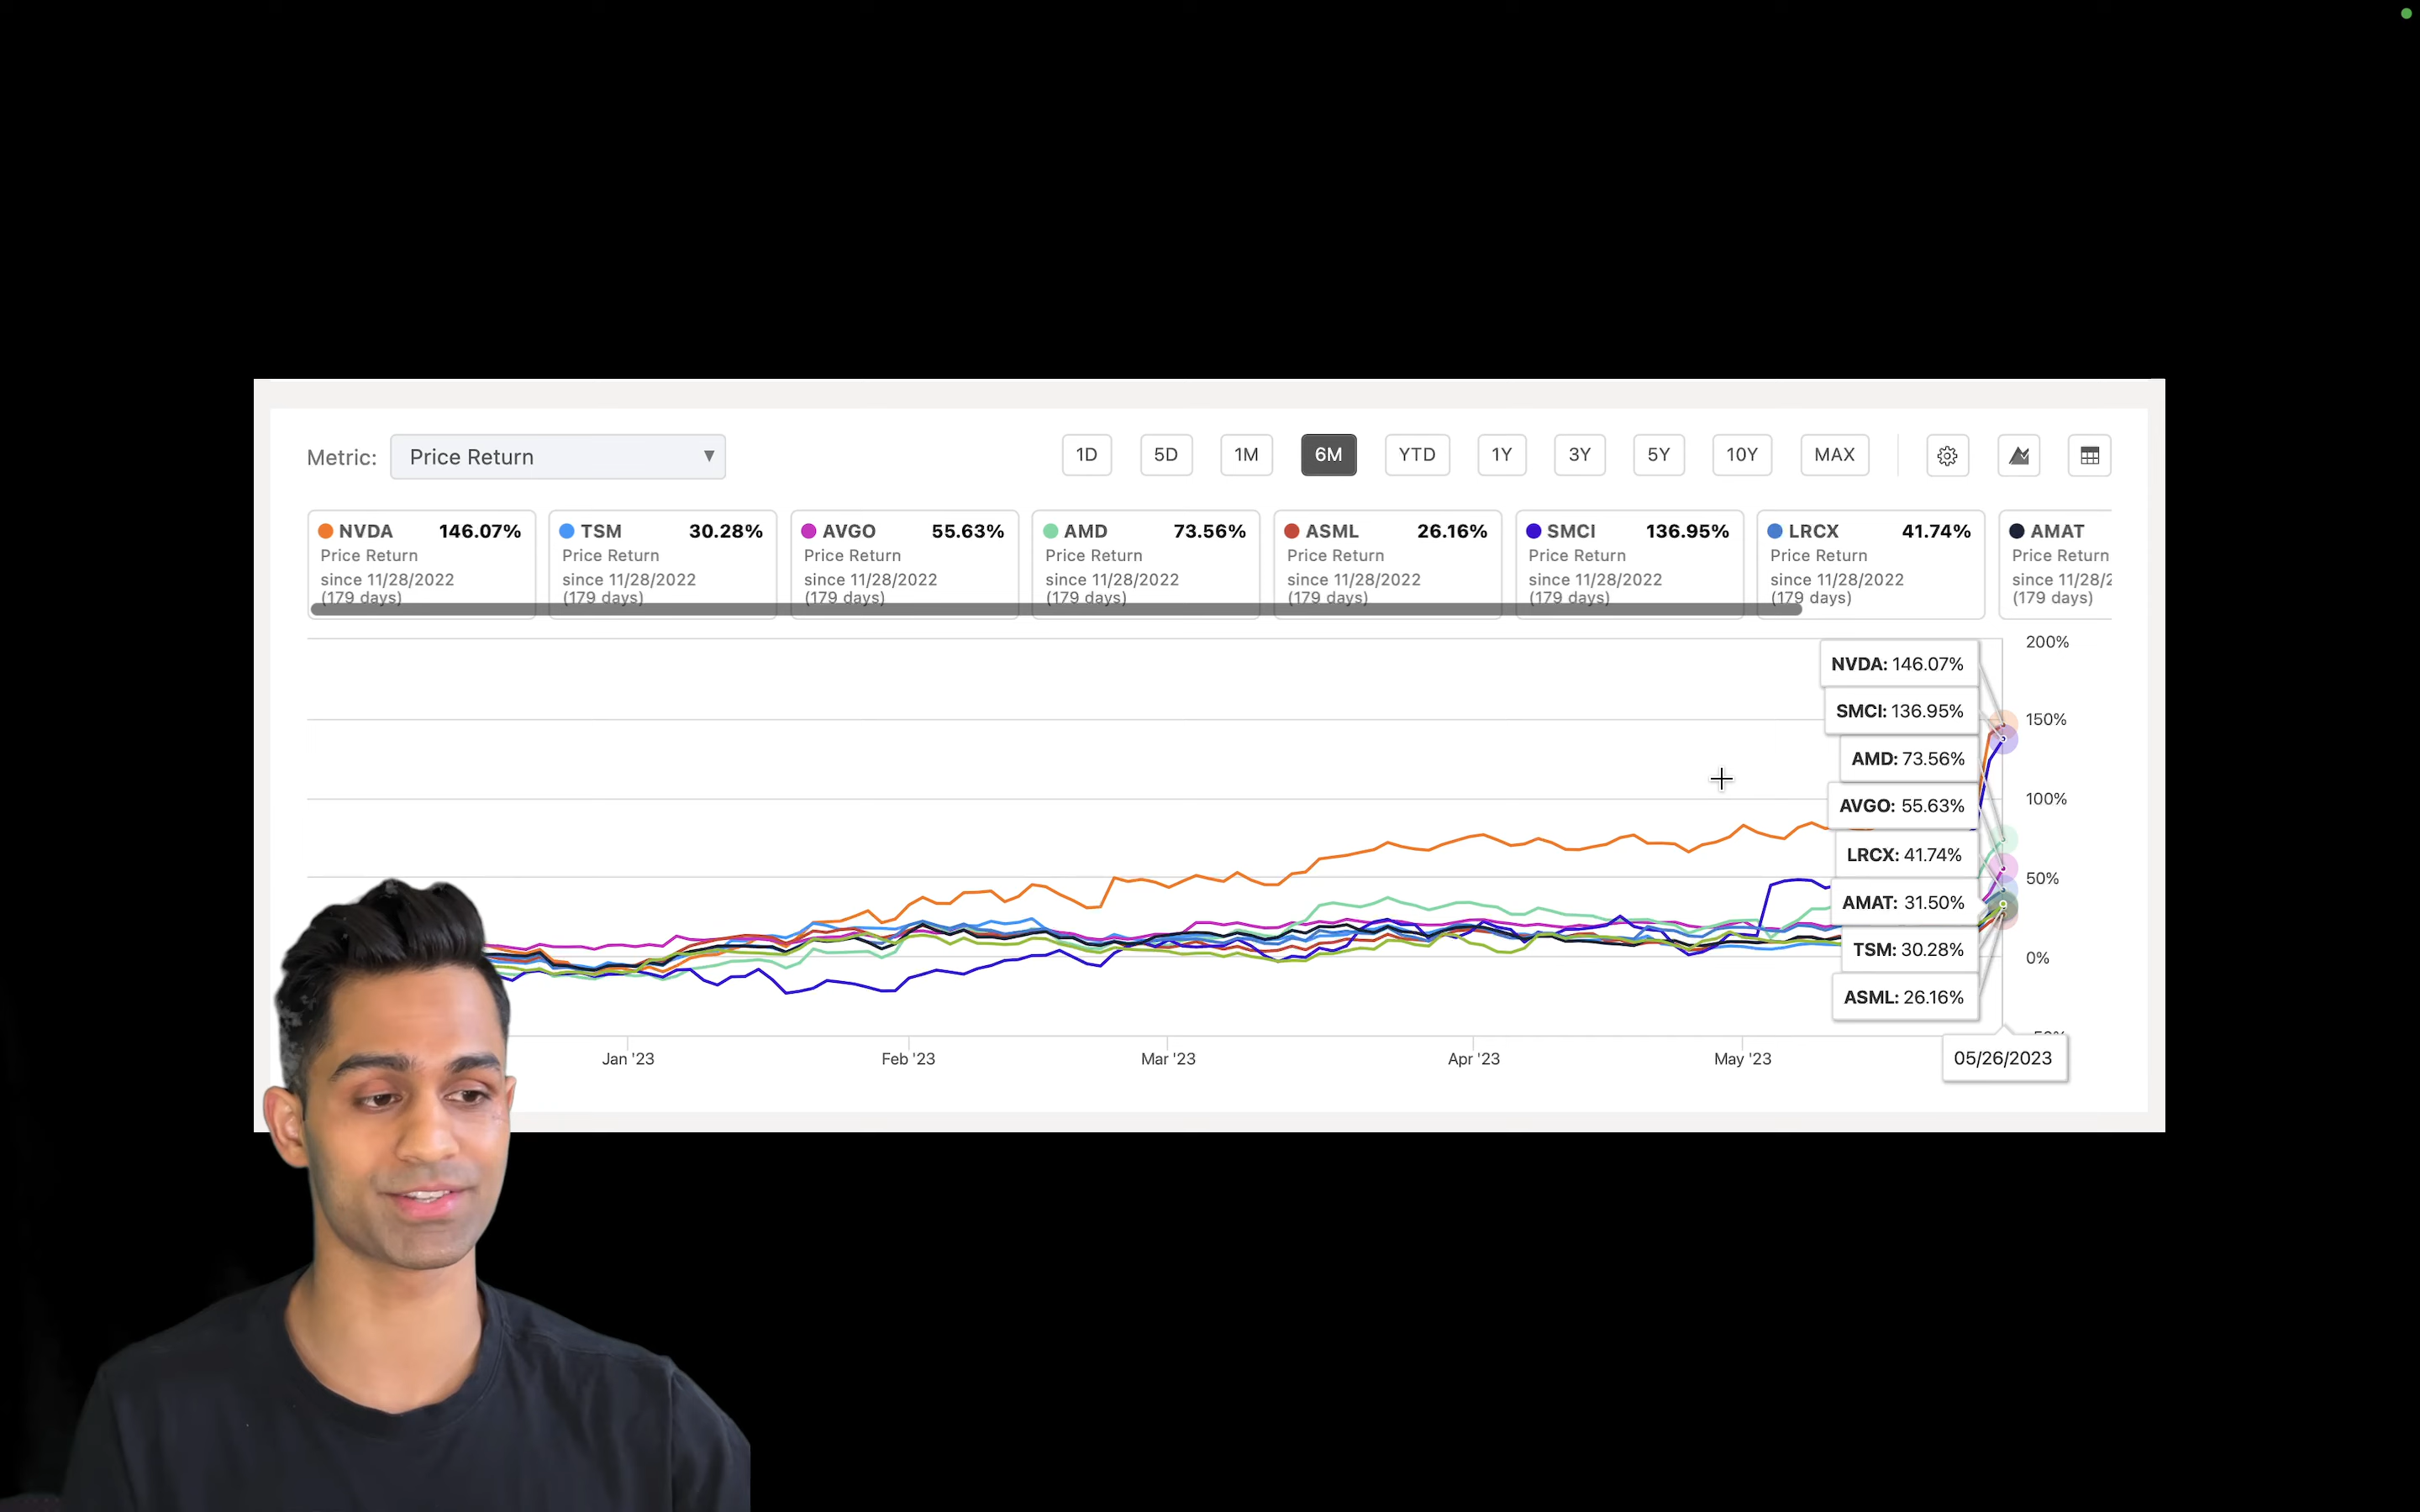 Metric: Price Return ▼ 1D 5D 1M 6M YTD 1Y 3Y 5Y 10Y MAX
NVDA 146.07%
Price Return
since 11/28/2022
(179 days)
TSM 30.28%
Price Return
since 11/28/2022
(179 days)
AVGO 55.63%
Price Return
since 11/28/2022
(179 days)
AMD 73.56%
Price Return
since 11/28/2022
(179 days)
ASML 26.16%
Price Return
since 11/28/2022
(179 days)
SMCI 136.95%
Price Return
since 11/28/2022
(179 days)
LRCX 41.74%
Price Return
since 11/28/2022
(179 days)
AMAT
Price Return
since 11/28/2
(179 days)
200%
150%
100%
50%
0%
NVDA: 146.07%
SMCI: 136.95%
AMD: 73.56%
AVGO: 55.63%
LRCX: 41.74%
AMAT: 31.50%
TSM: 30.28%
ASML: 26.16%
Jan '23 Feb '23 Mar '23 Apr '23 May '23 05/26/2023